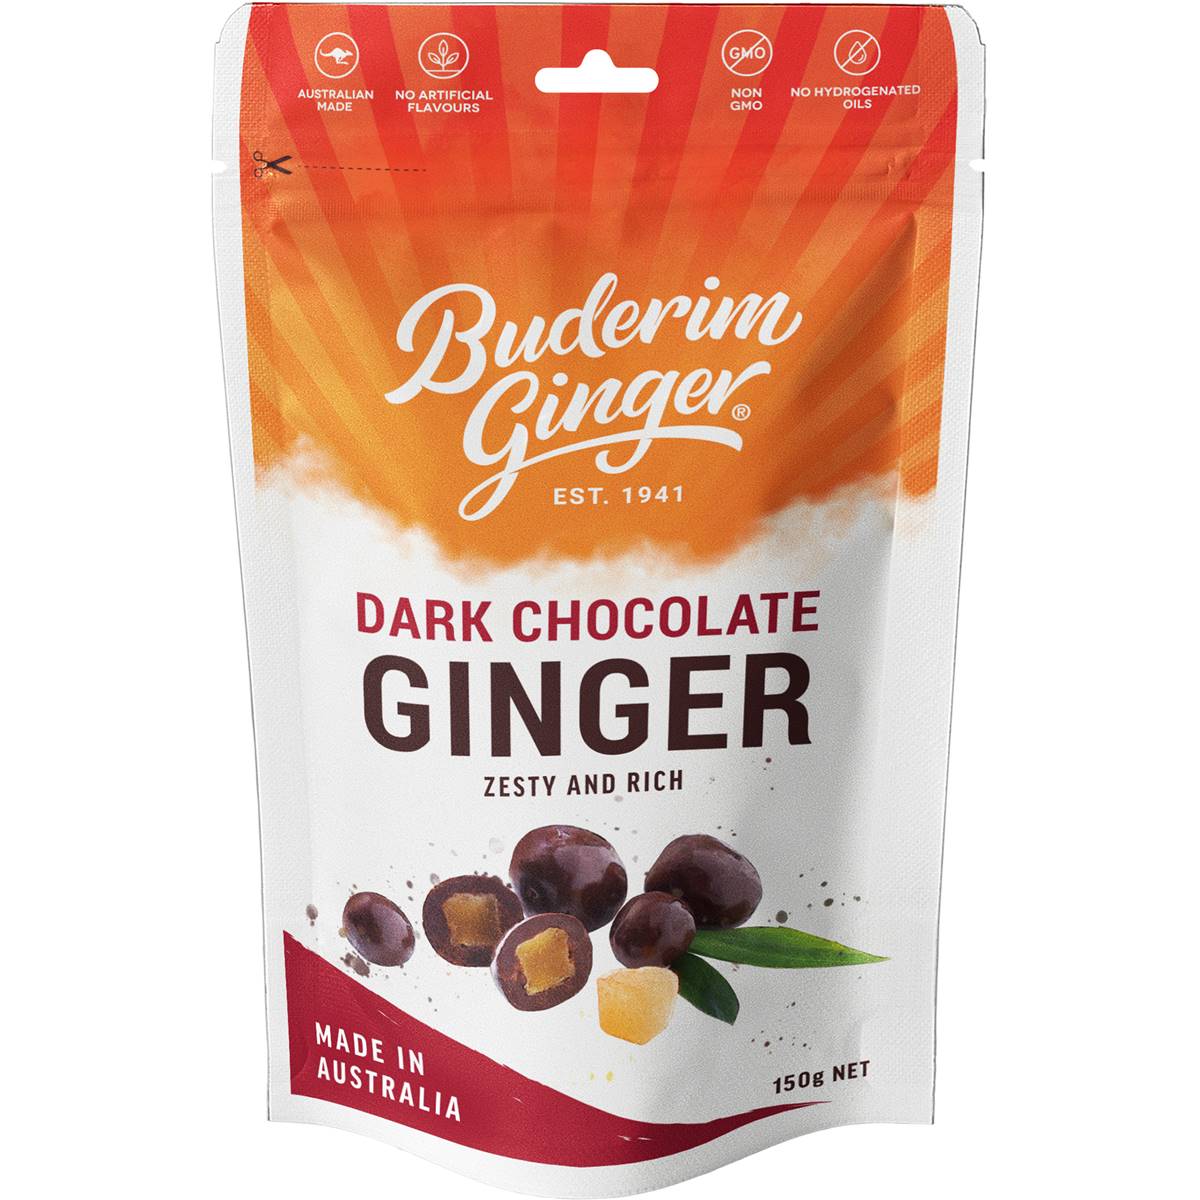 AUSTRALIAN
MADE
NO ARTIFICIAL
FLAVOURS
GMO
NON
GMO
NO HYDROGENATED
OILS
Buderim
Ginger®
EST. 1941
DARK CHOCOLATE
GINGER
ZESTY AND RICH
MADE IN
AUSTRALIA
150g NET